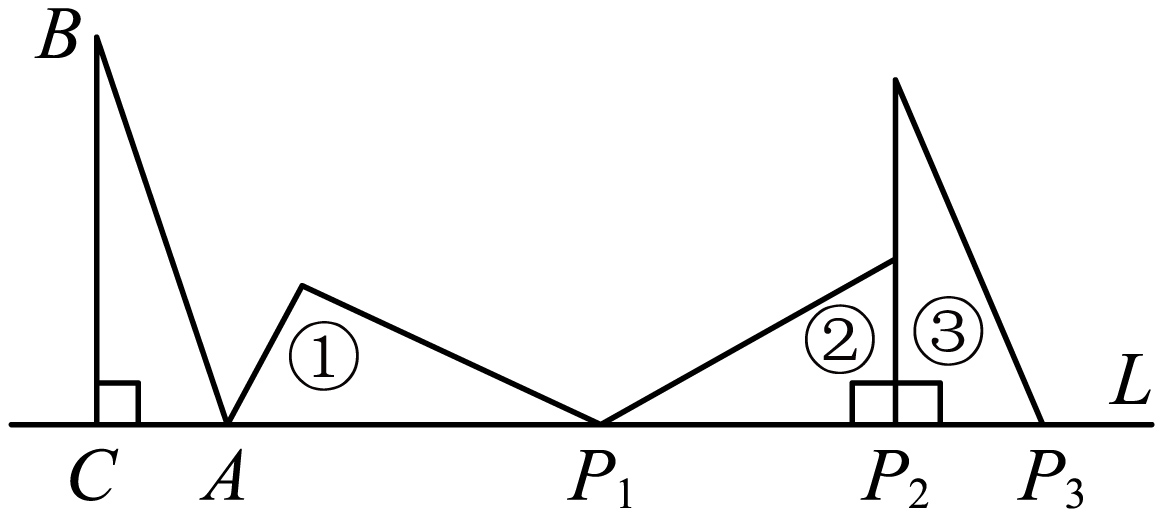 B
① ② ③
L
C A P₁ P₂ P₃